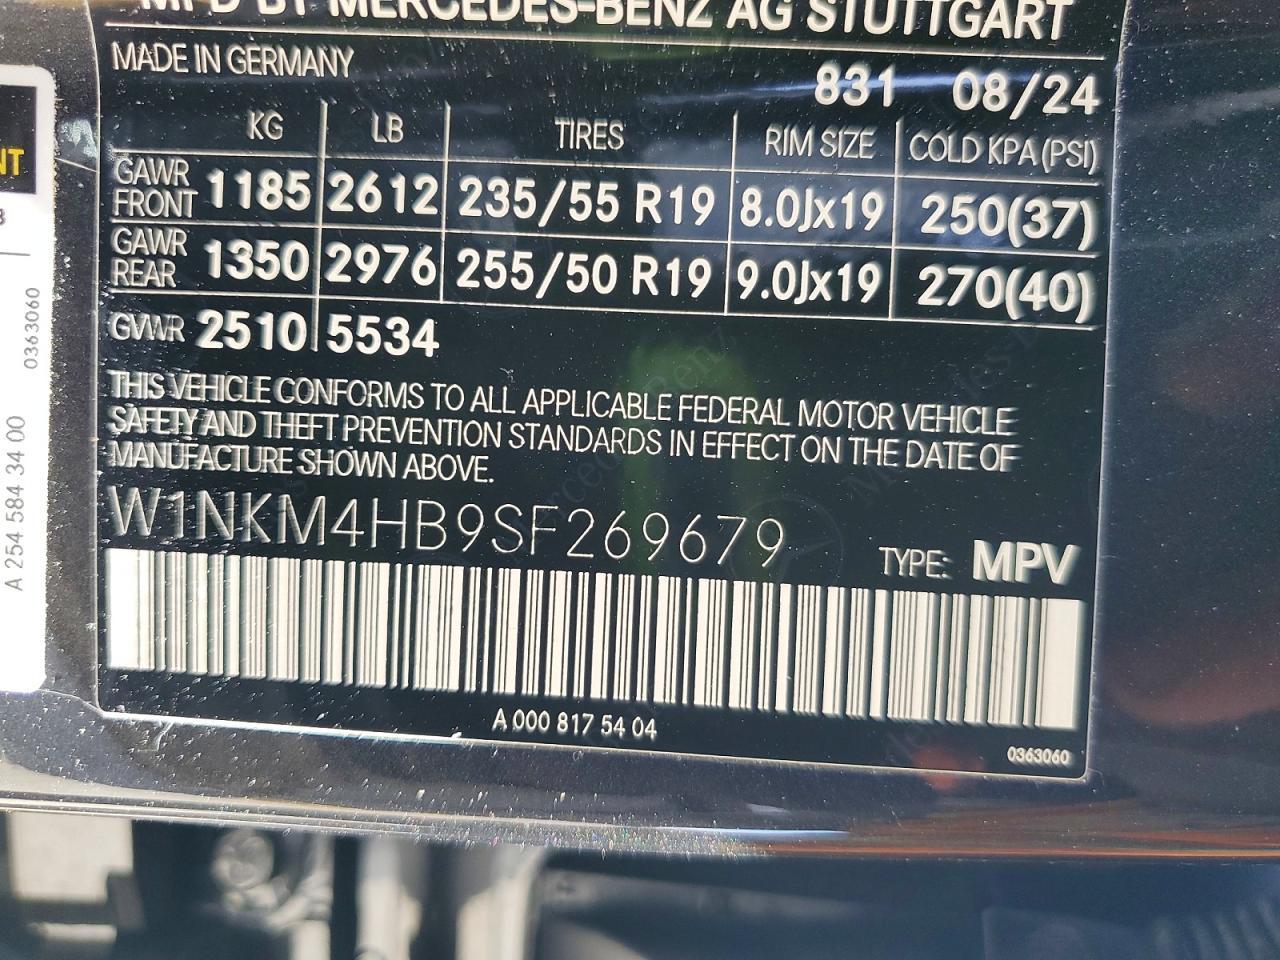 MFD BY MERCEDES-BENZ AG STUTTGART
MADE IN GERMANY
831 08/24
KG LB TIRES RIM SIZE COLD KPA (PSI)
GAWR FRONT 1185 2612 235/55 R19 8.0Jx19 250(37)
GAWR REAR 1350 2976 255/50 R19 9.0Jx19 270(40)
GVWR 2510 5534
THIS VEHICLE CONFORMS TO ALL APPLICABLE FEDERAL MOTOR VEHICLE
SAFETY AND THEFT PREVENTION STANDARDS IN EFFECT ON THE DATE OF
MANUFACTURE SHOWN ABOVE.
W1NKM4HB9SF269679
TYPE: MPV
A 000 817 54 04
0363060
NT
0363060
A 254 584 34 00